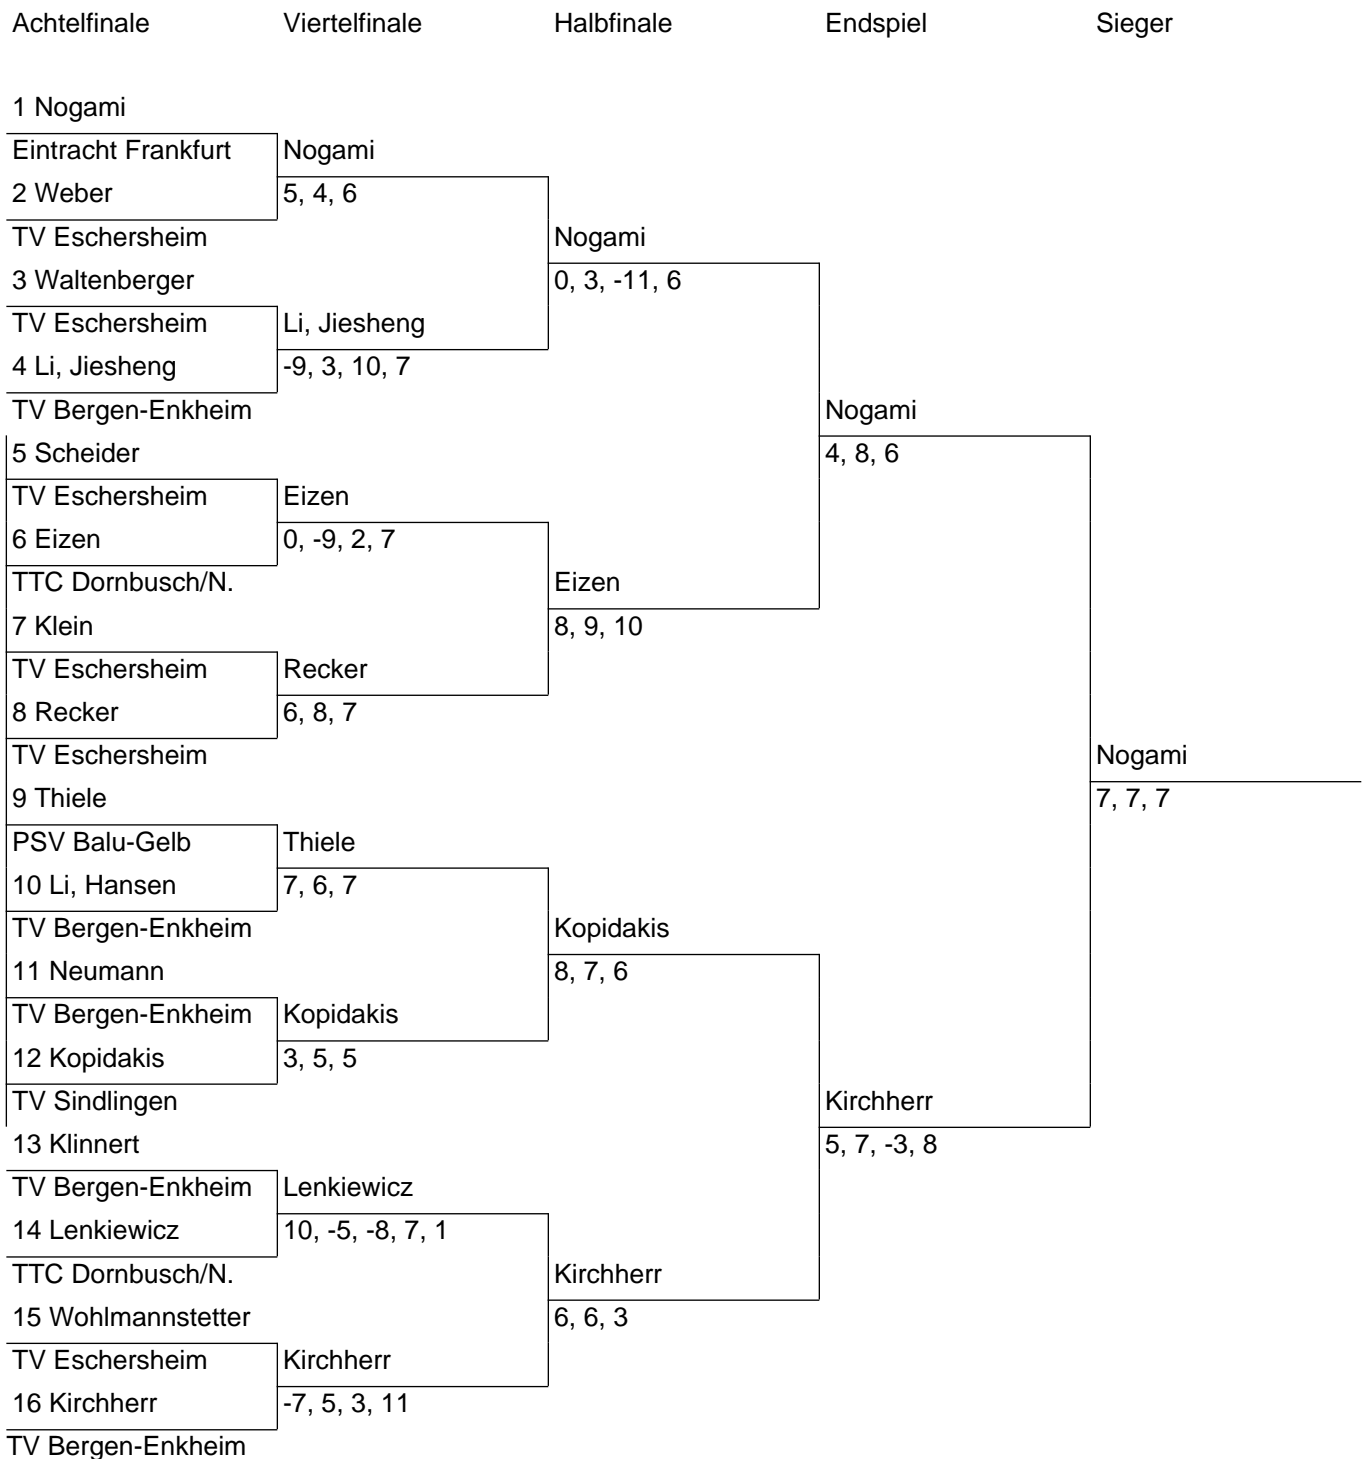 Achtelfinale Viertelfinale Halbfinale Endspiel Sieger
1 Nogami
Eintracht Frankfurt Nogami
2 Weber 5, 4, 6
TV Eschersheim Nogami
3 Waltenberger 0, 3, -11, 6
TV Eschersheim Li, Jiesheng
4 Li, Jiesheng -9, 3, 10, 7
TV Bergen-Enkheim Nogami
5 Scheider 4, 8, 6
TV Eschersheim Eizen
6 Eizen 0, -9, 2, 7
TTC Dornbusch/N. Eizen
7 Klein 8, 9, 10
TV Eschersheim Recker
8 Recker 6, 8, 7
TV Eschersheim Nogami
9 Thiele 7, 7, 7
PSV Balu-Gelb Thiele
10 Li, Hansen 7, 6, 7
TV Bergen-Enkheim Kopidakis
11 Neumann 8, 7, 6
TV Bergen-Enkheim Kopidakis
12 Kopidakis 3, 5, 5
TV Sindlingen Kirchherr
13 Klinnert 5, 7, -3, 8
TV Bergen-Enkheim Lenkiewicz
14 Lenkiewicz 10, -5, -8, 7, 1
TTC Dornbusch/N. Kirchherr
15 Wohlmannstetter 6, 6, 3
TV Eschersheim Kirchherr
16 Kirchherr -7, 5, 3, 11
TV Bergen-Enkheim